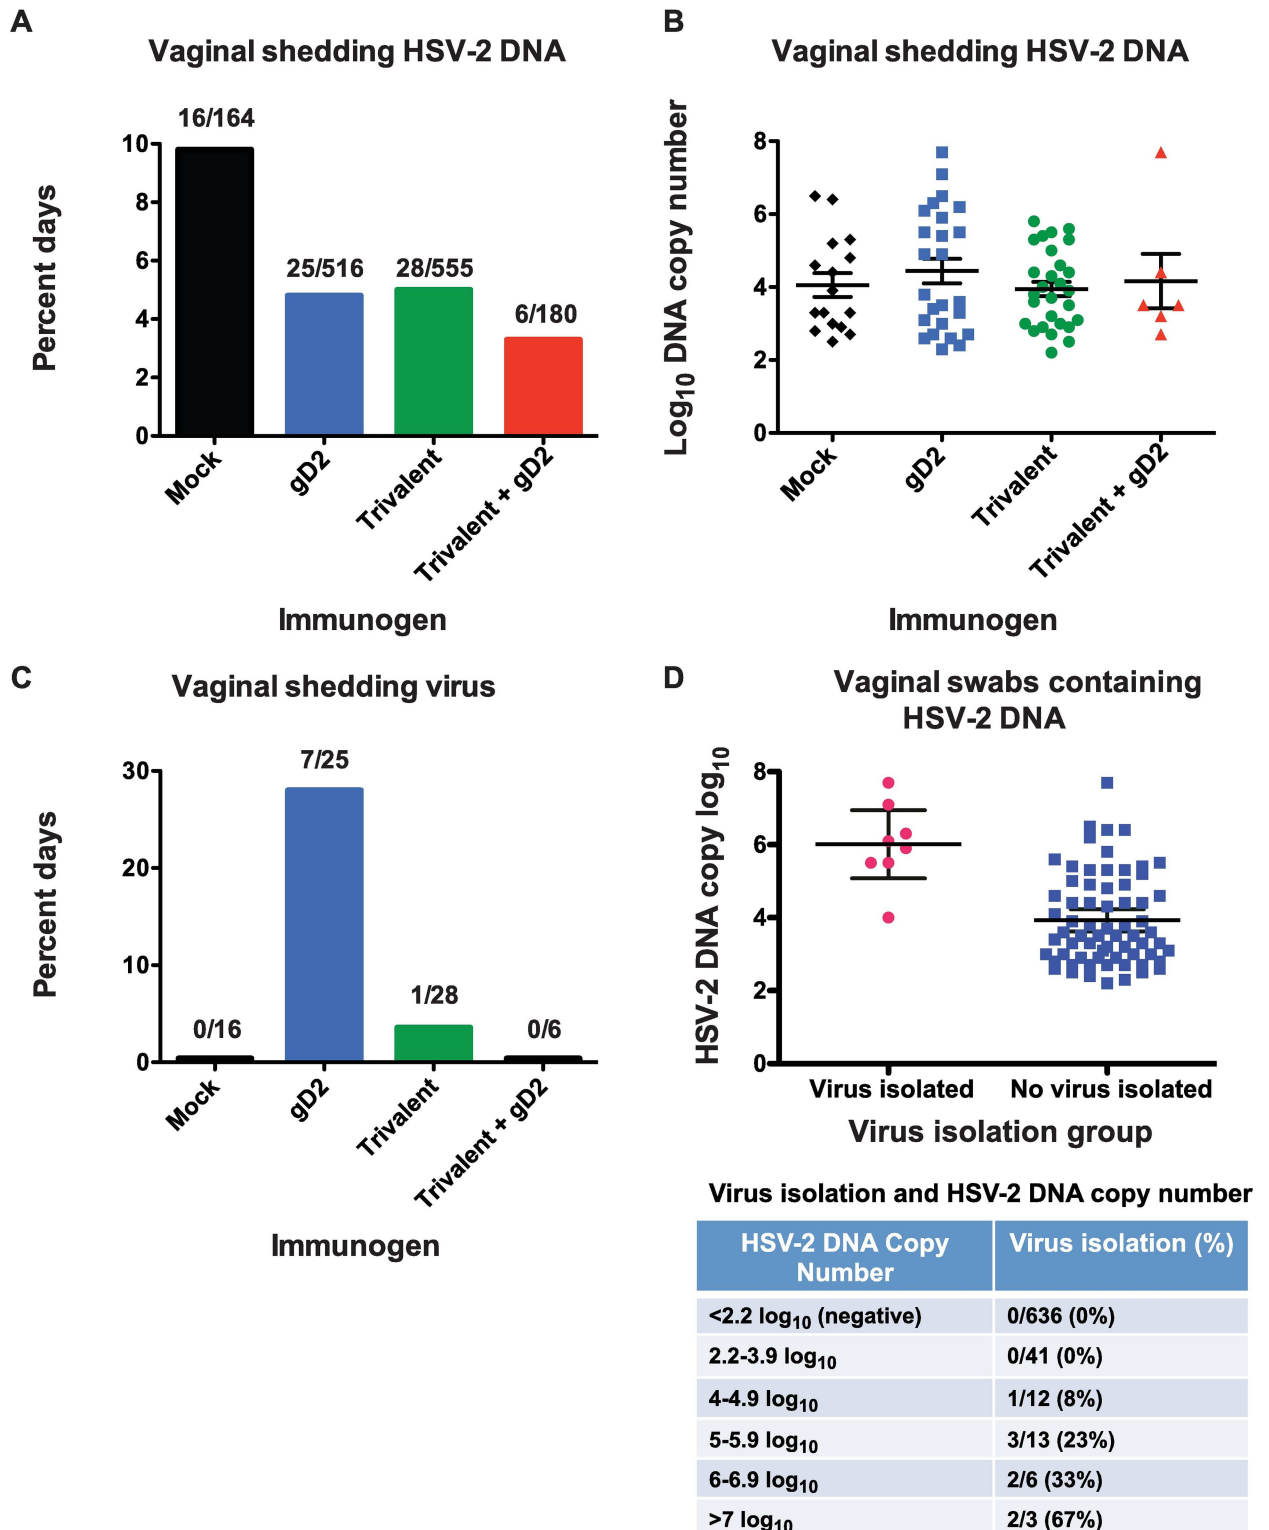 A
Vaginal shedding HSV-2 DNA
Percent days
10
8
6
4
2
0
16/164
25/516
28/555
6/180
Mock
gD2
Trivalent
Trivalent + gD2
Immunogen
B
Vaginal shedding HSV-2 DNA
Log10 DNA copy number
8
6
4
2
0
Mock
gD2
Trivalent
Trivalent + gD2
Immunogen
C
Vaginal shedding virus
Percent days
30
20
10
0
0/16
7/25
1/28
0/6
Mock
gD2
Trivalent
Trivalent + gD2
Immunogen
D
Vaginal swabs containing
HSV-2 DNA
HSV-2 DNA copy log10
8
6
4
2
0
Virus isolated
No virus isolated
Virus isolation group
Virus isolation and HSV-2 DNA copy number
HSV-2 DNA Copy
Number
Virus isolation (%)
<2.2 log10 (negative) 0/636 (0%)
2.2-3.9 log10 0/41 (0%)
4-4.9 log10 1/12 (8%)
5-5.9 log10 3/13 (23%)
6-6.9 log10 2/6 (33%)
>7 log10 2/3 (67%)